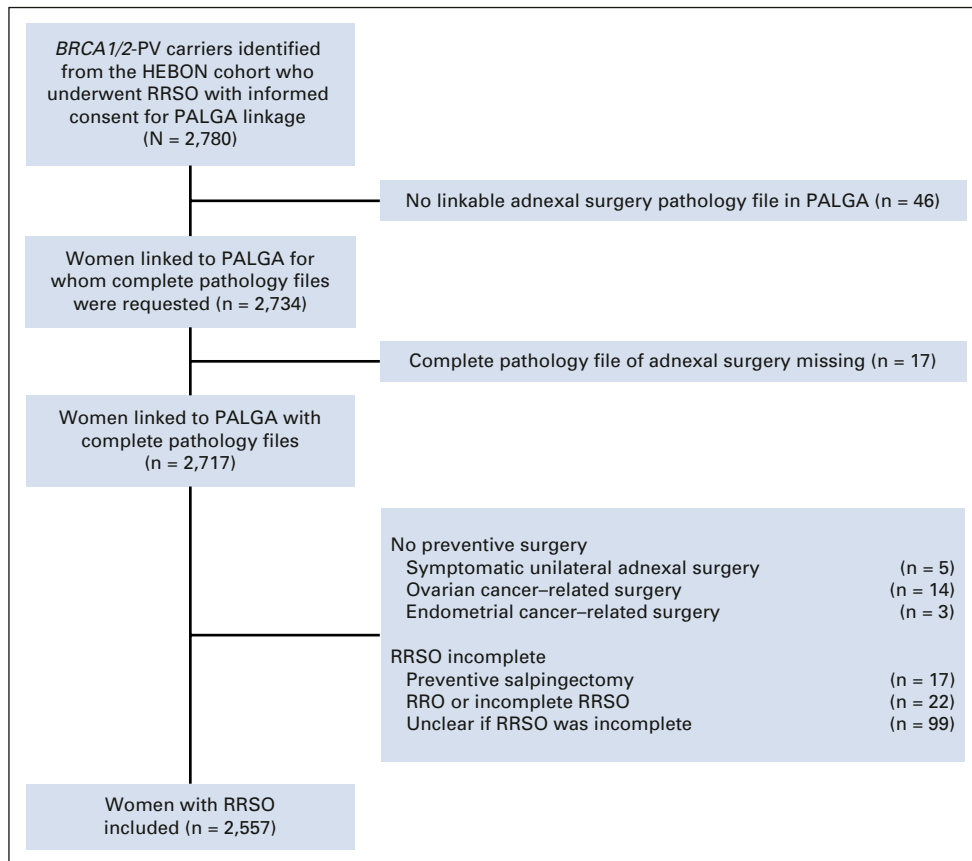 BRCA1/2-PV carriers identified
from the HEBON cohort who
underwent RRSO with informed
consent for PALGA linkage
(N = 2,780)
No linkable adnexal surgery pathology file in PALGA (n = 46)
Women linked to PALGA for
whom complete pathology files
were requested (n = 2,734)
Complete pathology file of adnexal surgery missing (n = 17)
Women linked to PALGA with
complete pathology files
(n = 2,717)
No preventive surgery
Symptomatic unilateral adnexal surgery (n = 5)
Ovarian cancer–related surgery (n = 14)
Endometrial cancer–related surgery (n = 3)
RRSO incomplete
Preventive salpingectomy (n = 17)
RRO or incomplete RRSO (n = 22)
Unclear if RRSO was incomplete (n = 99)
Women with RRSO
included (n = 2,557)